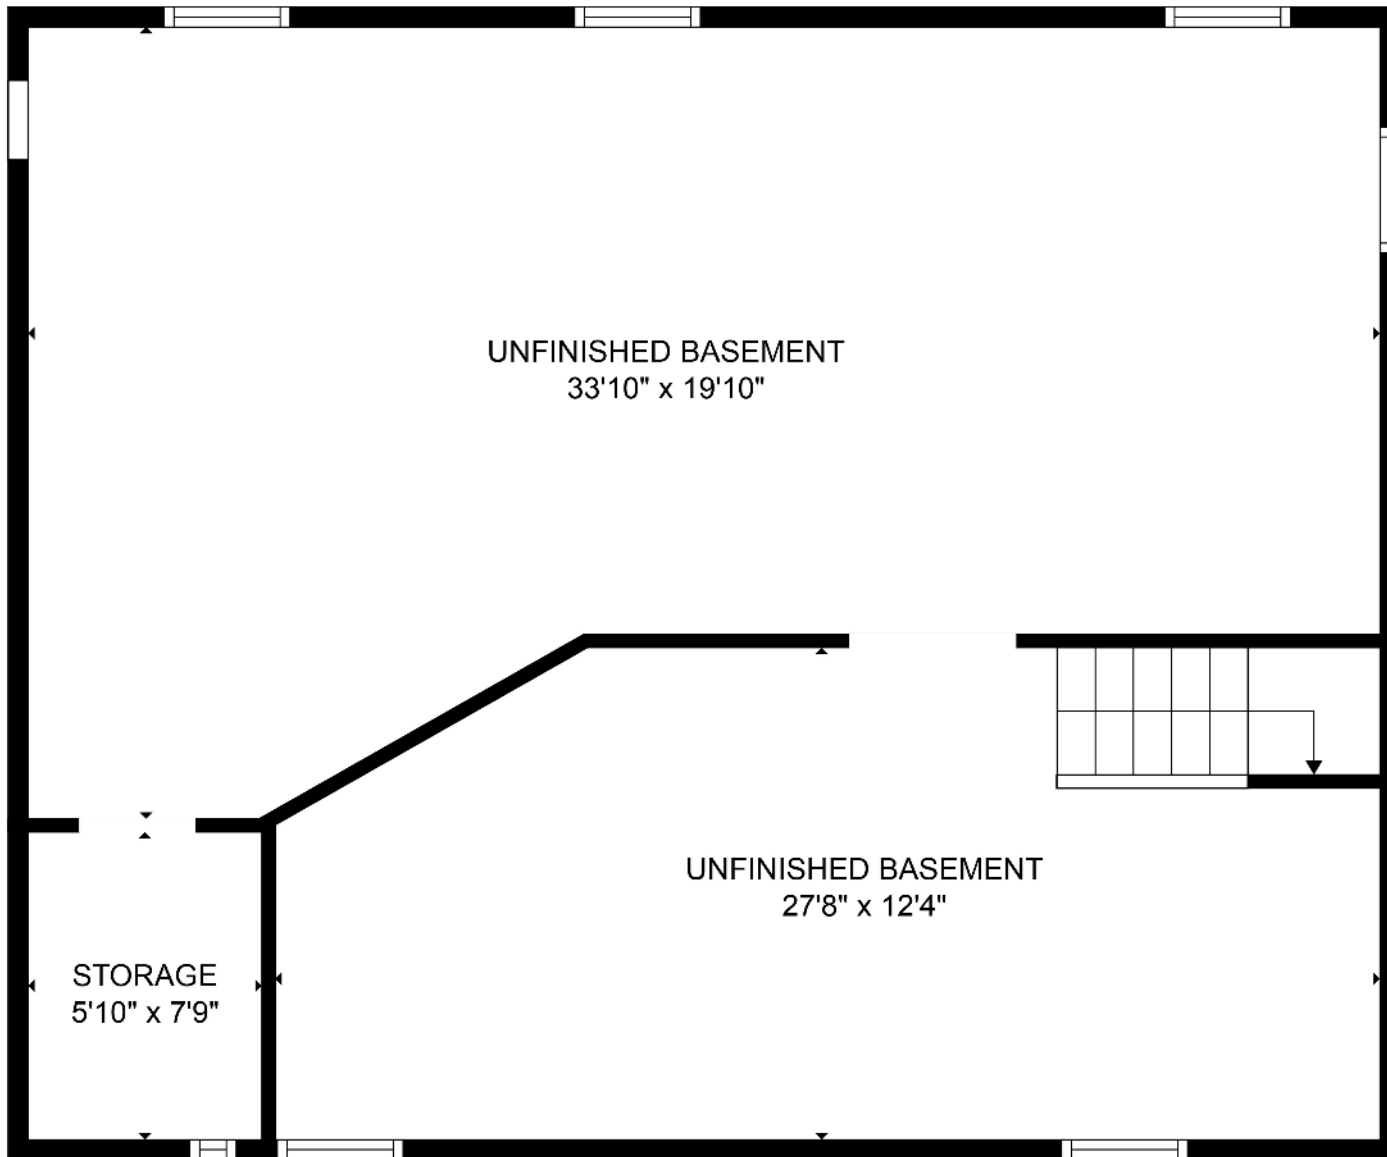 UNFINISHED BASEMENT
33'10" x 19'10"
UNFINISHED BASEMENT
27'8" x 12'4"
STORAGE
5'10" x 7'9"